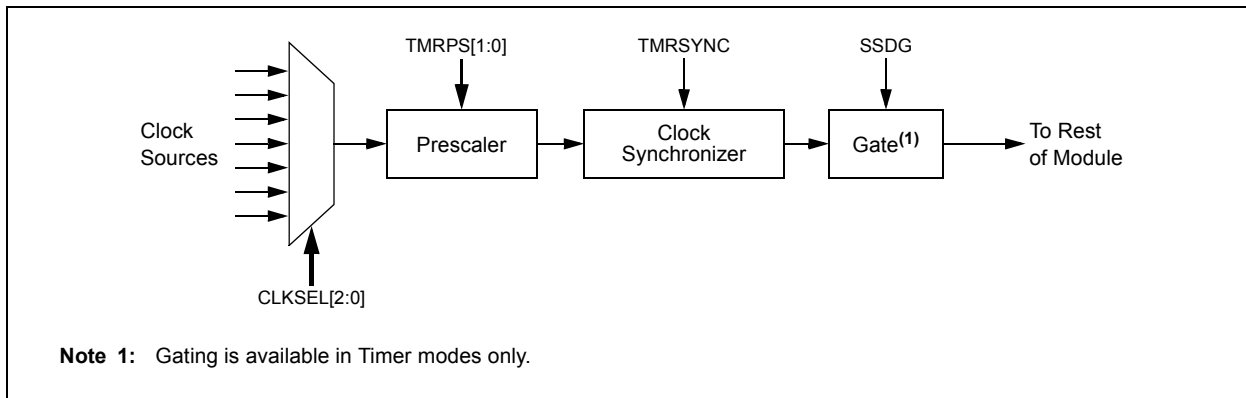 TMRPS[1:0]
TMRSYNC
SSDG
Clock
Sources
Prescaler
Clock
Synchronizer
Gate(1)
To Rest
of Module
CLKSEL[2:0]
Note 1: Gating is available in Timer modes only.